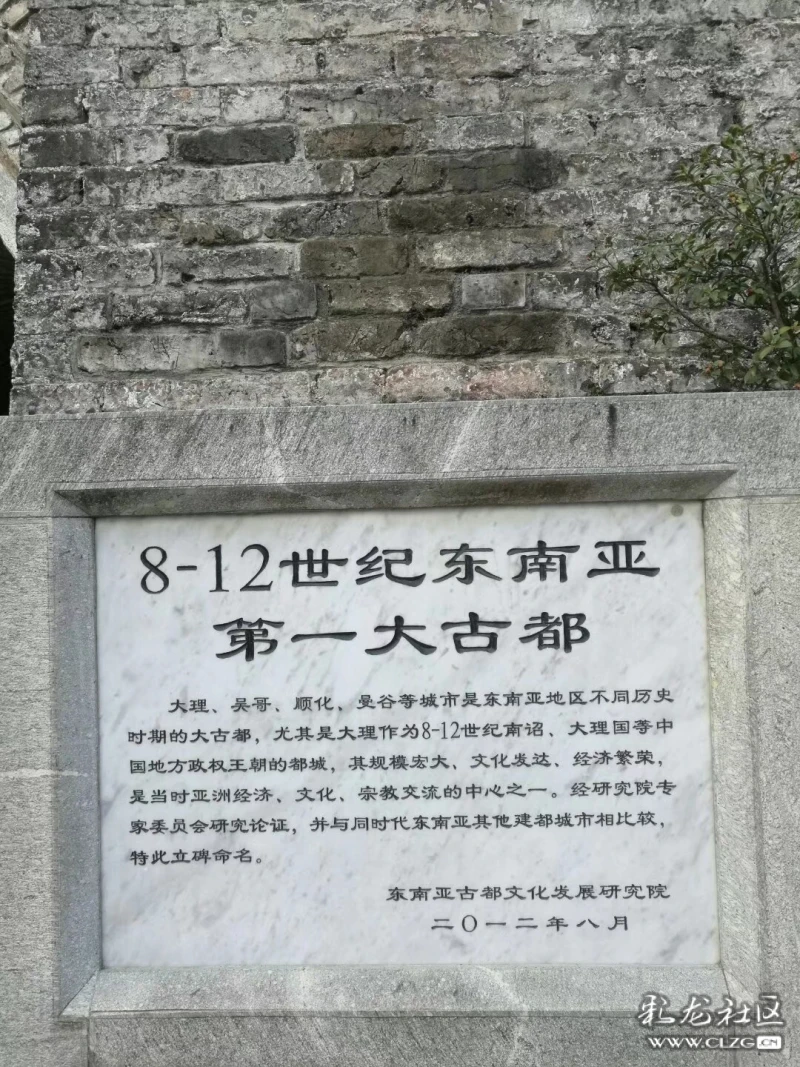 8-12世纪东南亚
第一大古都
大理、吴哥、顺化、曼谷等城市是东南亚地区不同历史
时期的大古都，尤其是大理作为8-12世纪南诏、大理国等中
国地方政权王朝的都城，其规模宏大、文化发达、经济繁荣，
是当时亚洲经济、文化、宗教交流的中心之一。经研究院专
家委员会研究论证，并与同时代东南亚其他建都城市相比较，
特此立碑命名。
东南亚古都文化发展研究院
二〇一二年八月
彩龙社区
WWW.CLZG.CN